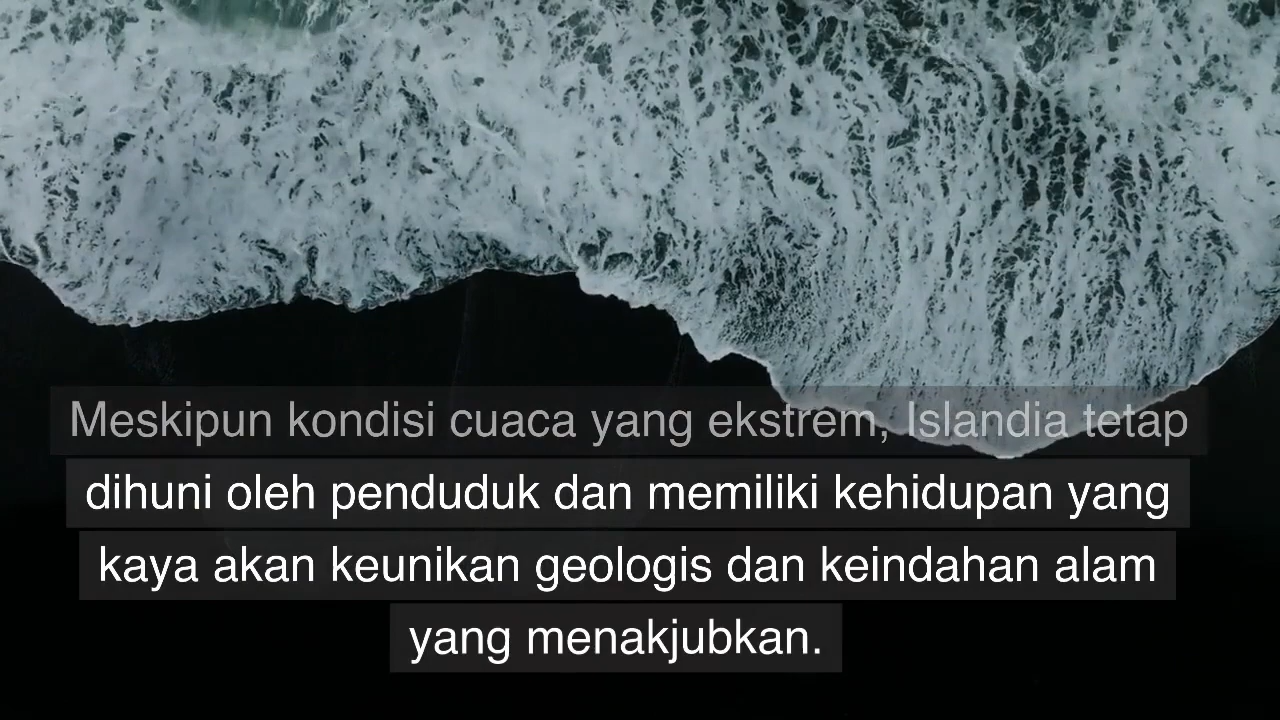 Meskipun kondisi cuaca yang ekstrem, Islandia tetap
dihuni oleh penduduk dan memiliki kehidupan yang
kaya akan keunikan geologis dan keindahan alam
yang menakjubkan.